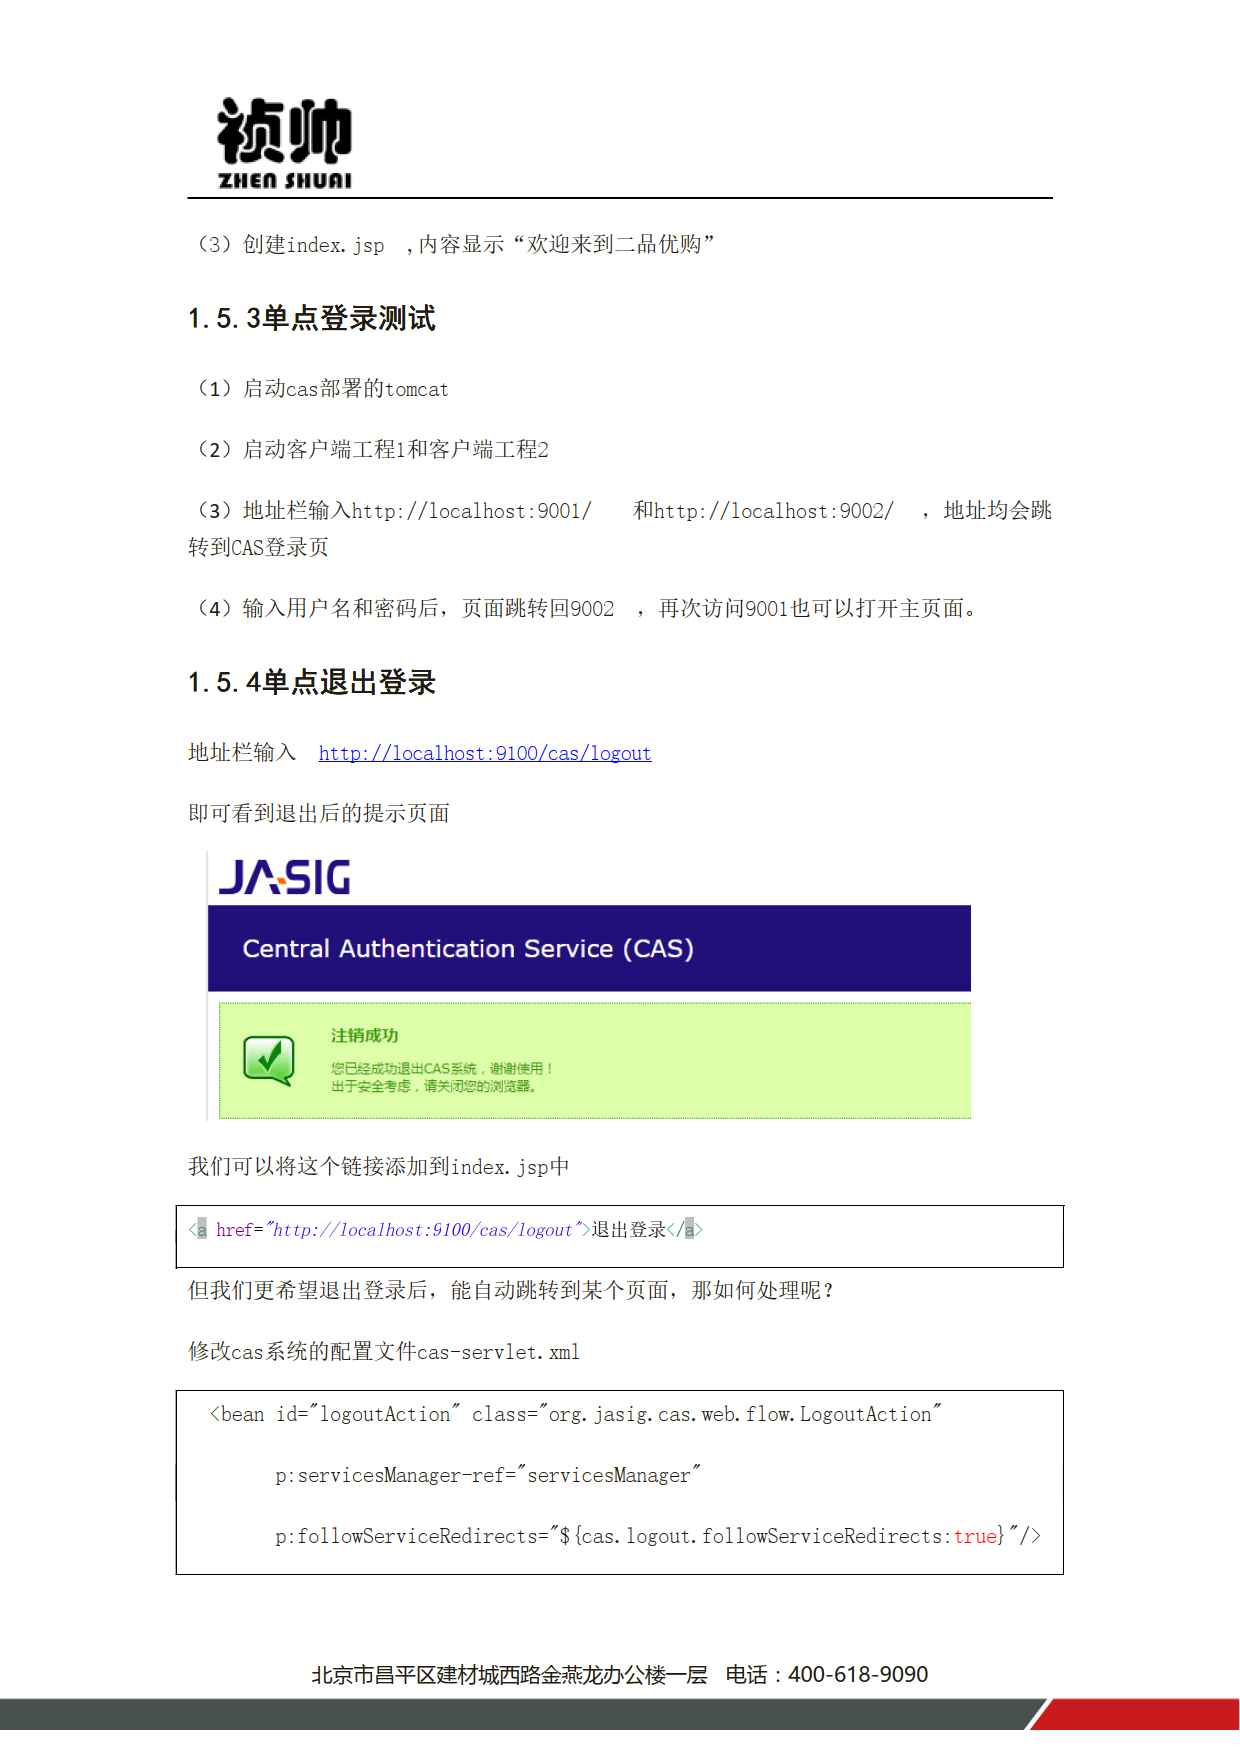 祯帅
ZHEN SHUAI
（3）创建index.jsp  ,内容显示“欢迎来到二品优购”
1.5.3单点登录测试
（1）启动cas部署的tomcat
（2）启动客户端工程1和客户端工程2
（3）地址栏输入http://localhost:9001/   和http://localhost:9002/  ，地址均会跳
转到CAS登录页
（4）输入用户名和密码后，页面跳转回9002 ，再次访问9001也可以打开主页面。
1.5.4单点退出登录
地址栏输入  http://localhost:9100/cas/logout
即可看到退出后的提示页面
JASIG
Central Authentication Service (CAS)
注销成功
您已经成功退出CAS系统，谢谢使用！
出于安全考虑，请关闭您的浏览器。
我们可以将这个链接添加到index.jsp中
<a href="http://localhost:9100/cas/logout">退出登录</a>
但我们更希望退出登录后，能自动跳转到某个页面，那如何处理呢？
修改cas系统的配置文件cas-servlet.xml
<bean id="logoutAction" class="org.jasig.cas.web.flow.LogoutAction"
p:servicesManager-ref="servicesManager"
p:followServiceRedirects="${cas.logout.followServiceRedirects:true}"/>
北京市昌平区建材城西路金燕龙办公楼一层   电话：400-618-9090